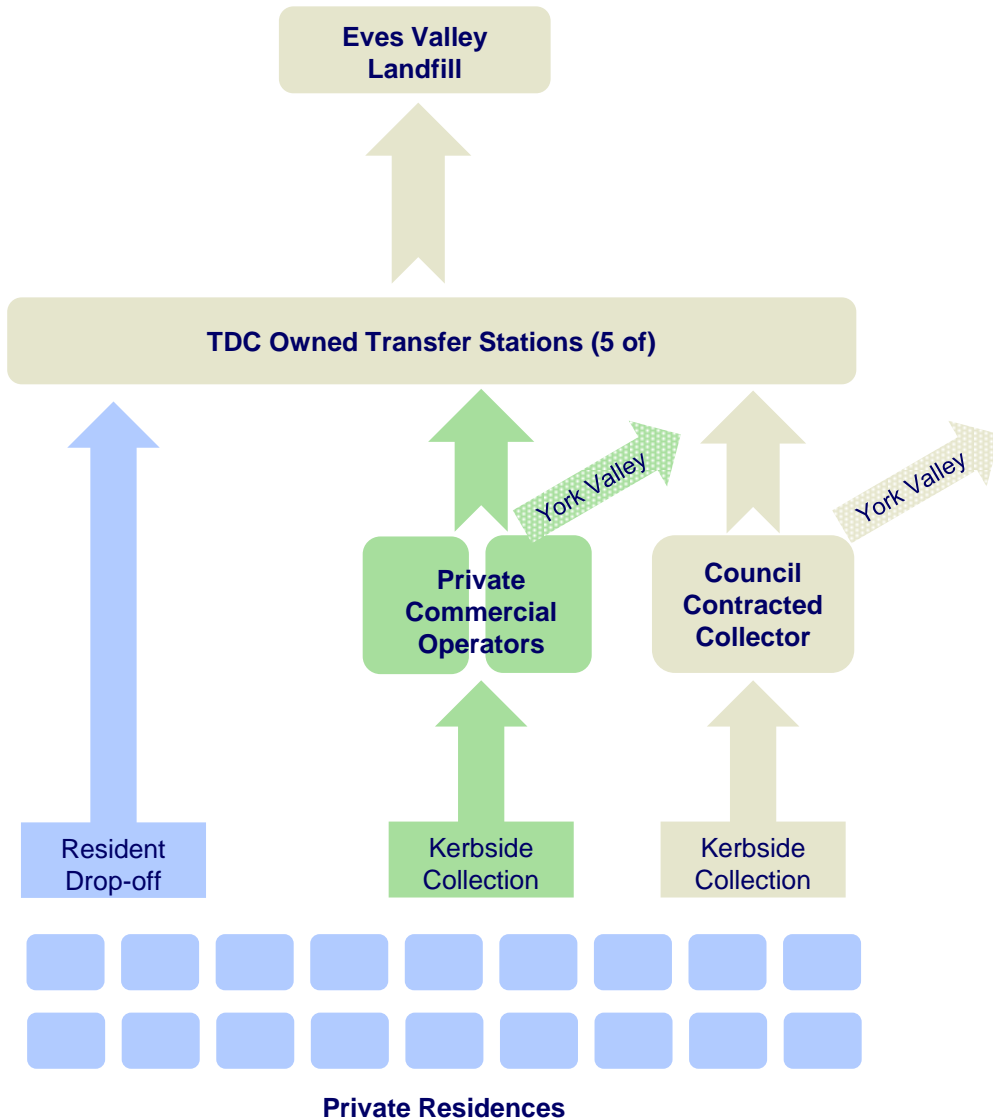 Eves Valley
Landfill
TDC Owned Transfer Stations (5 of)
York Valley
York Valley
Private
Commercial
Operators
Council
Contracted
Collector
Resident
Drop-off
Kerbside
Collection
Kerbside
Collection
Private Residences